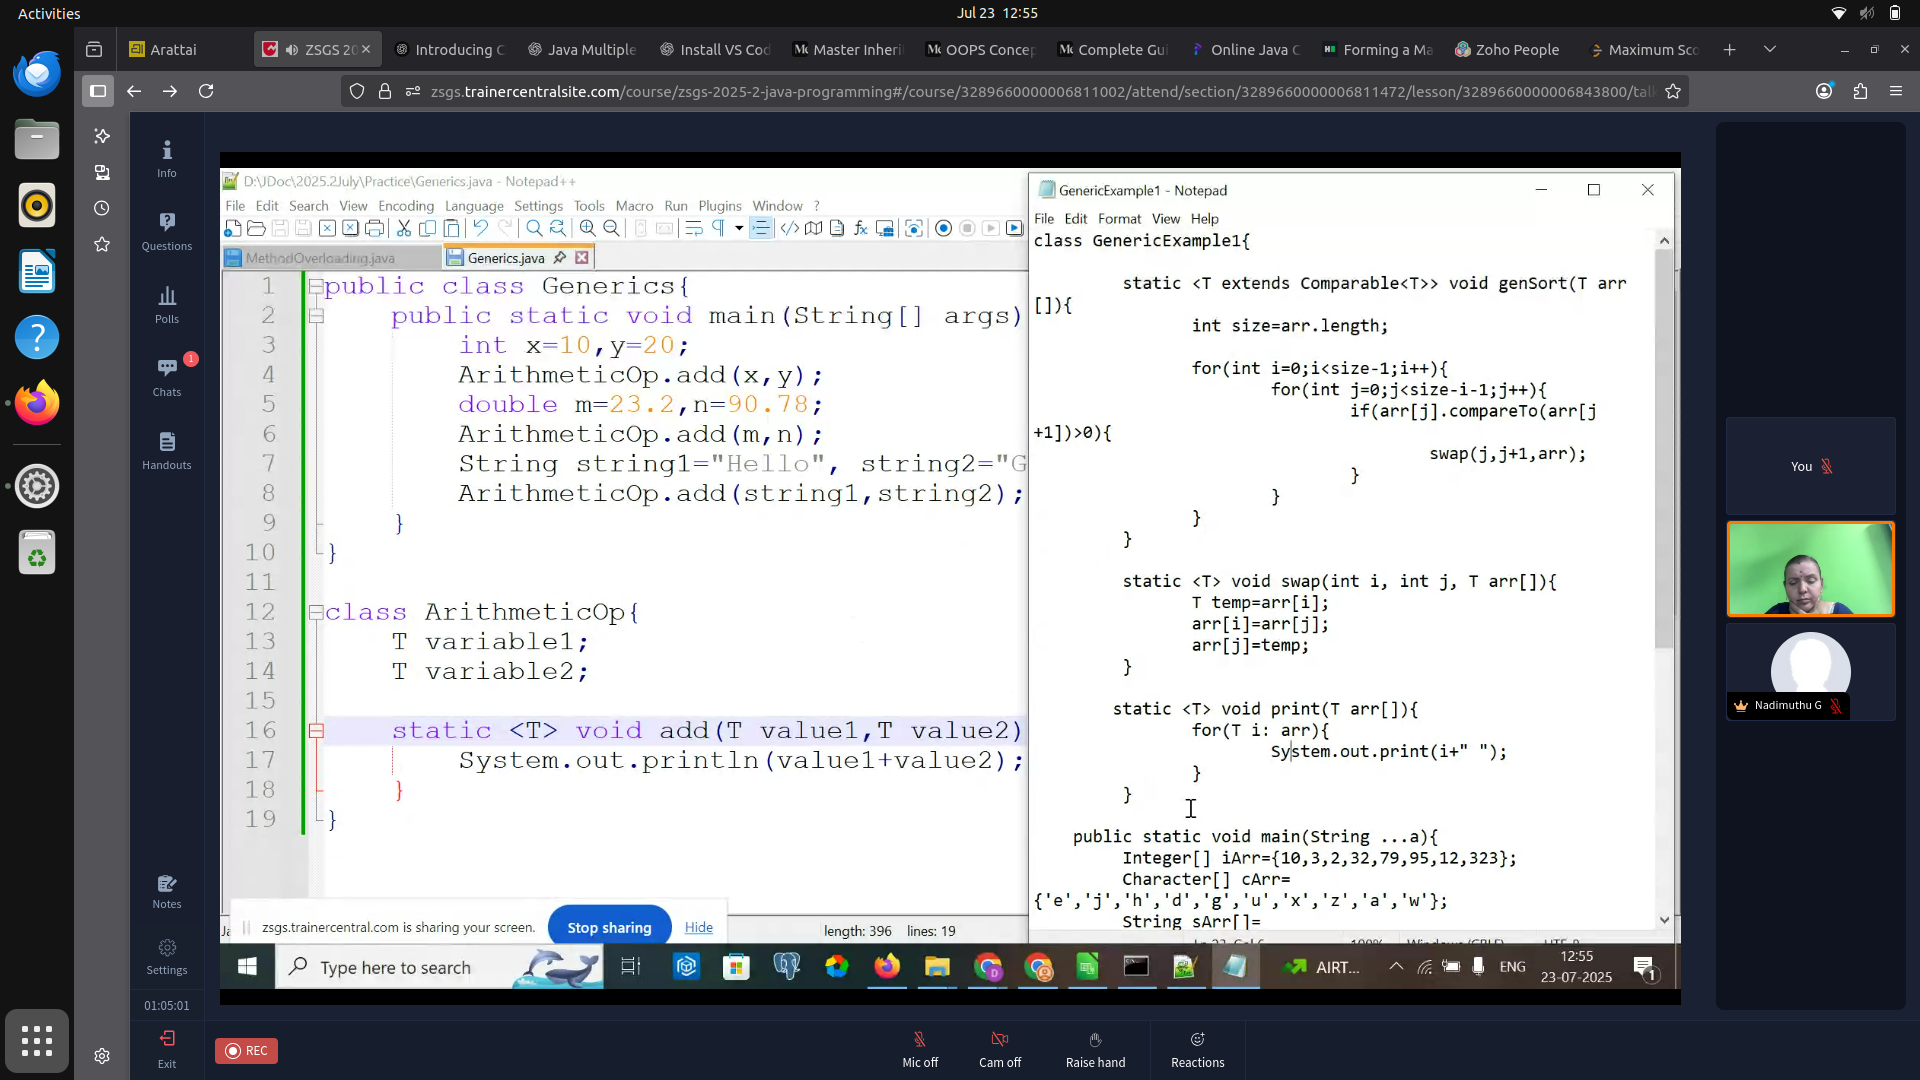 Activities
Jul 23 12:55
Arattai
ZSGS 20
Introducing C
Java Multiple
Install VS Cod
Master Inheri
OOPS Concep
Complete Gui
Online Java C
Forming a Ma
Zoho People
Maximum Sco
zsgs.trainercentralsite.com/course/zsgs-2025-2-java-programming#/course/3289660000006811002/attend/section/3289660000006811472/lesson/3289660000006843800/talk
Info
Questions
Polls
1
Chats
Handouts
Notes
Settings
01:05:01
Exit
D:\JDoc\2025.2July\Practice\Generics.java - Notepad++
File Edit Search View Encoding Language Settings Tools Macro Run Plugins Window ?
MethodOverloading.java
Generics.java
1 public class Generics{
2 public static void main(String[] args)
3 int x=10,y=20;
4 ArithmeticOp.add(x,y);
5 double m=23.2,n=90.78;
6 ArithmeticOp.add(m,n);
7 String string1="Hello", string2="G
8 ArithmeticOp.add(string1,string2);
9 }
10 }
11
12 class ArithmeticOp{
13 T variable1;
14 T variable2;
15
16 static <T> void add(T value1,T value2)
17 System.out.println(value1+value2);
18 }
19 }
length: 396 lines: 19
zsgs.trainercentral.com is sharing your screen.
Stop sharing
Hide
GenericExample1 - Notepad
File Edit Format View Help
class GenericExample1{
static <T extends Comparable<T>> void genSort(T arr
[]){
int size=arr.length;
for(int i=0;i<size-1;i++){
for(int j=0;j<size-i-1;j++){
if(arr[j].compareTo(arr[j
+1])>0){
swap(j,j+1,arr);
}
}
}
}
static <T> void swap(int i, int j, T arr[]){
T temp=arr[i];
arr[i]=arr[j];
arr[j]=temp;
}
static <T> void print(T arr[]){
for(T i: arr){
System.out.print(i+" ");
}
}
public static void main(String ...a){
Integer[] iArr={10,3,2,32,79,95,12,323};
Character[] cArr=
{'e','j','h','d','g','u','x','z','a','w'};
String sArr[]=
Type here to search
AIRT...
ENG
12:55
23-07-2025
1
You
Nadimuthu G
REC
Mic off
Cam off
Raise hand
Reactions